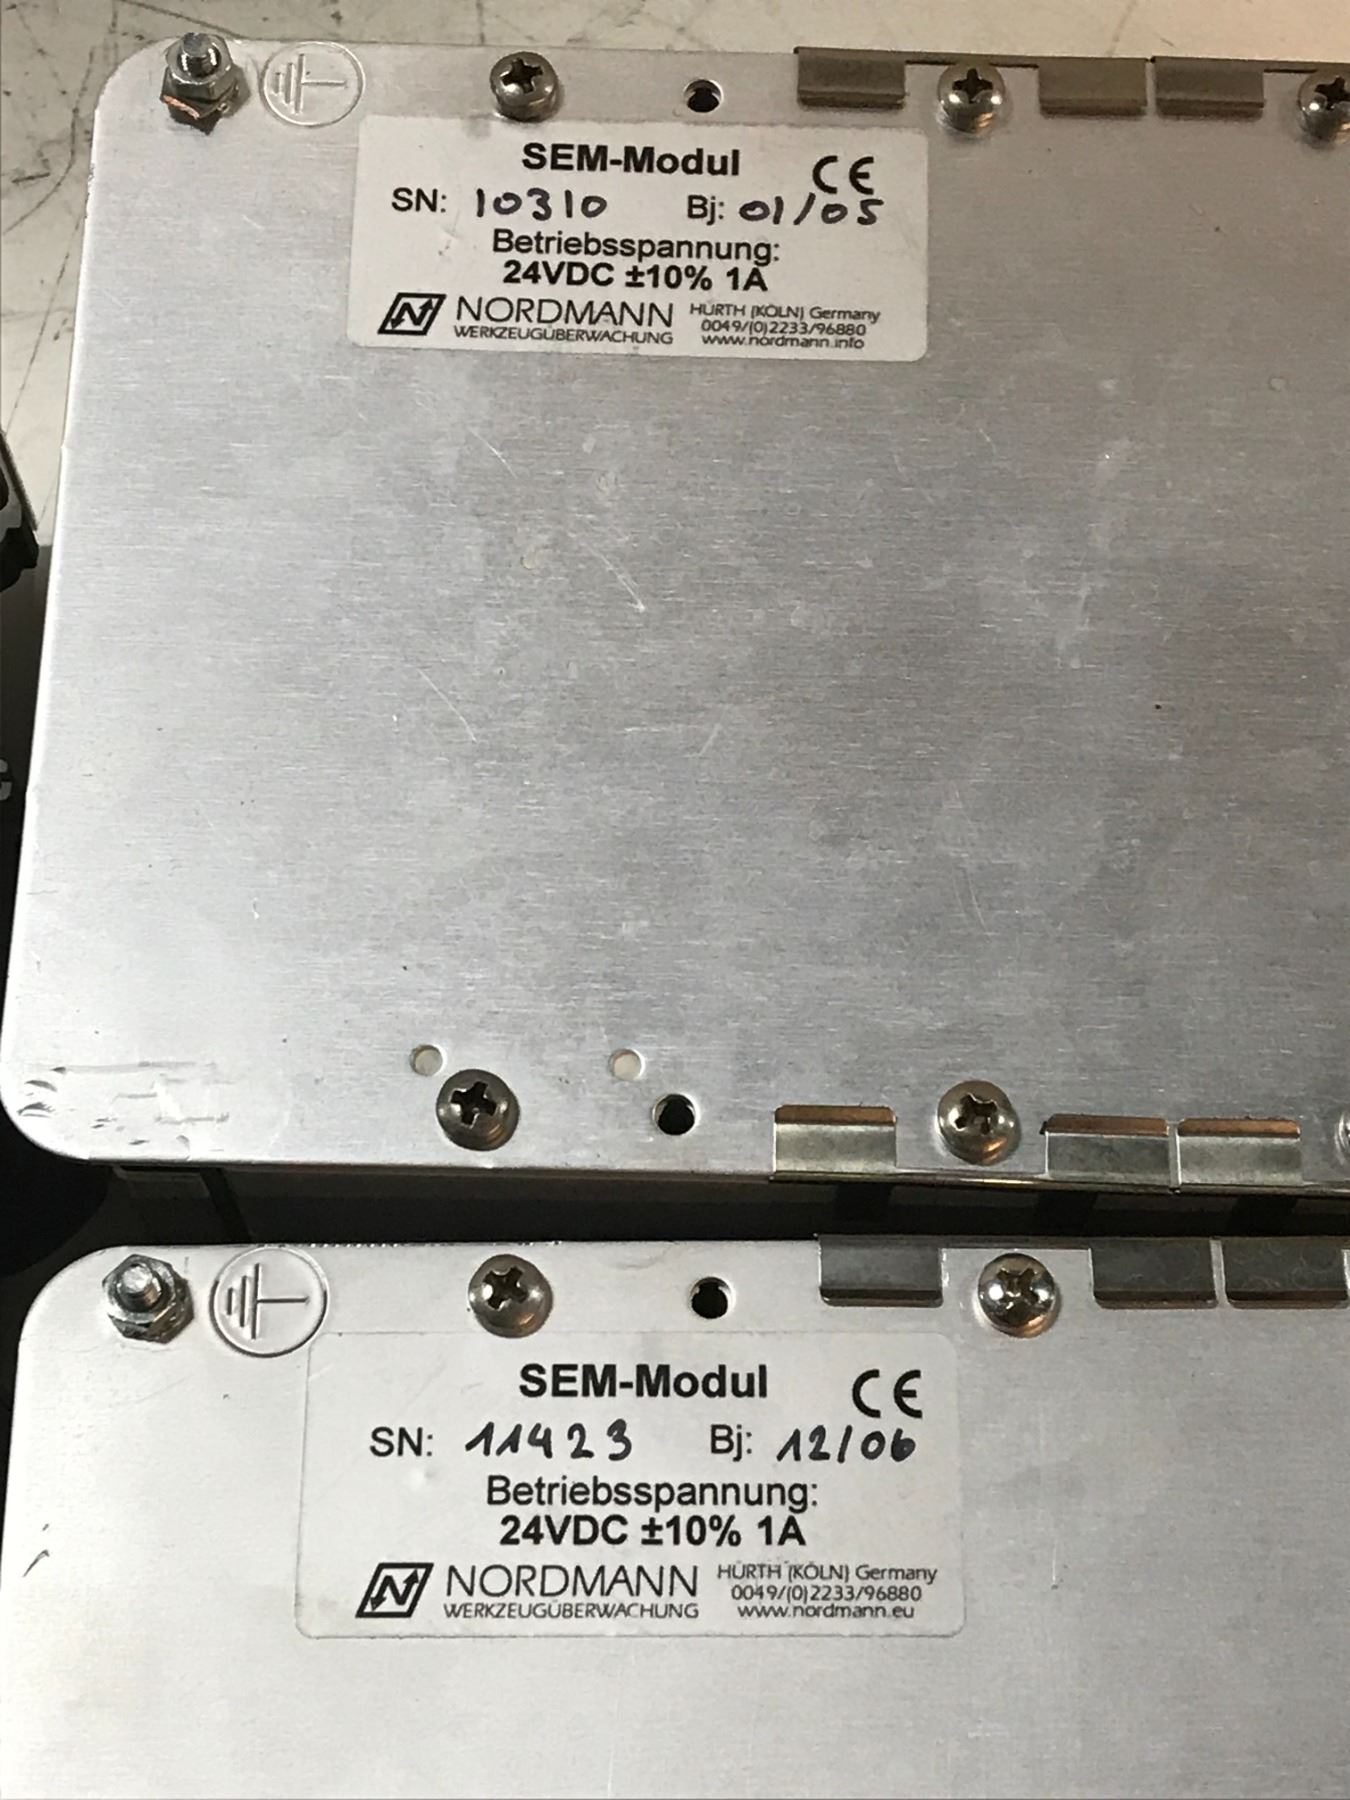 SEM-Modul CE
SN: 10310 Bj: 01/05
Betriebsspannung:
24VDC ±10% 1A
NORDMANN HÜRTH (KÖLN) Germany
WERKZEUGÜBERWACHUNG 0049/(0)2233/96880
www.nordmann.info
SEM-Modul CE
SN: 11423 Bj: 12/06
Betriebsspannung:
24VDC ±10% 1A
NORDMANN HÜRTH (KÖLN) Germany
WERKZEUGÜBERWACHUNG 0049/(0)2233/96880
www.nordmann.eu